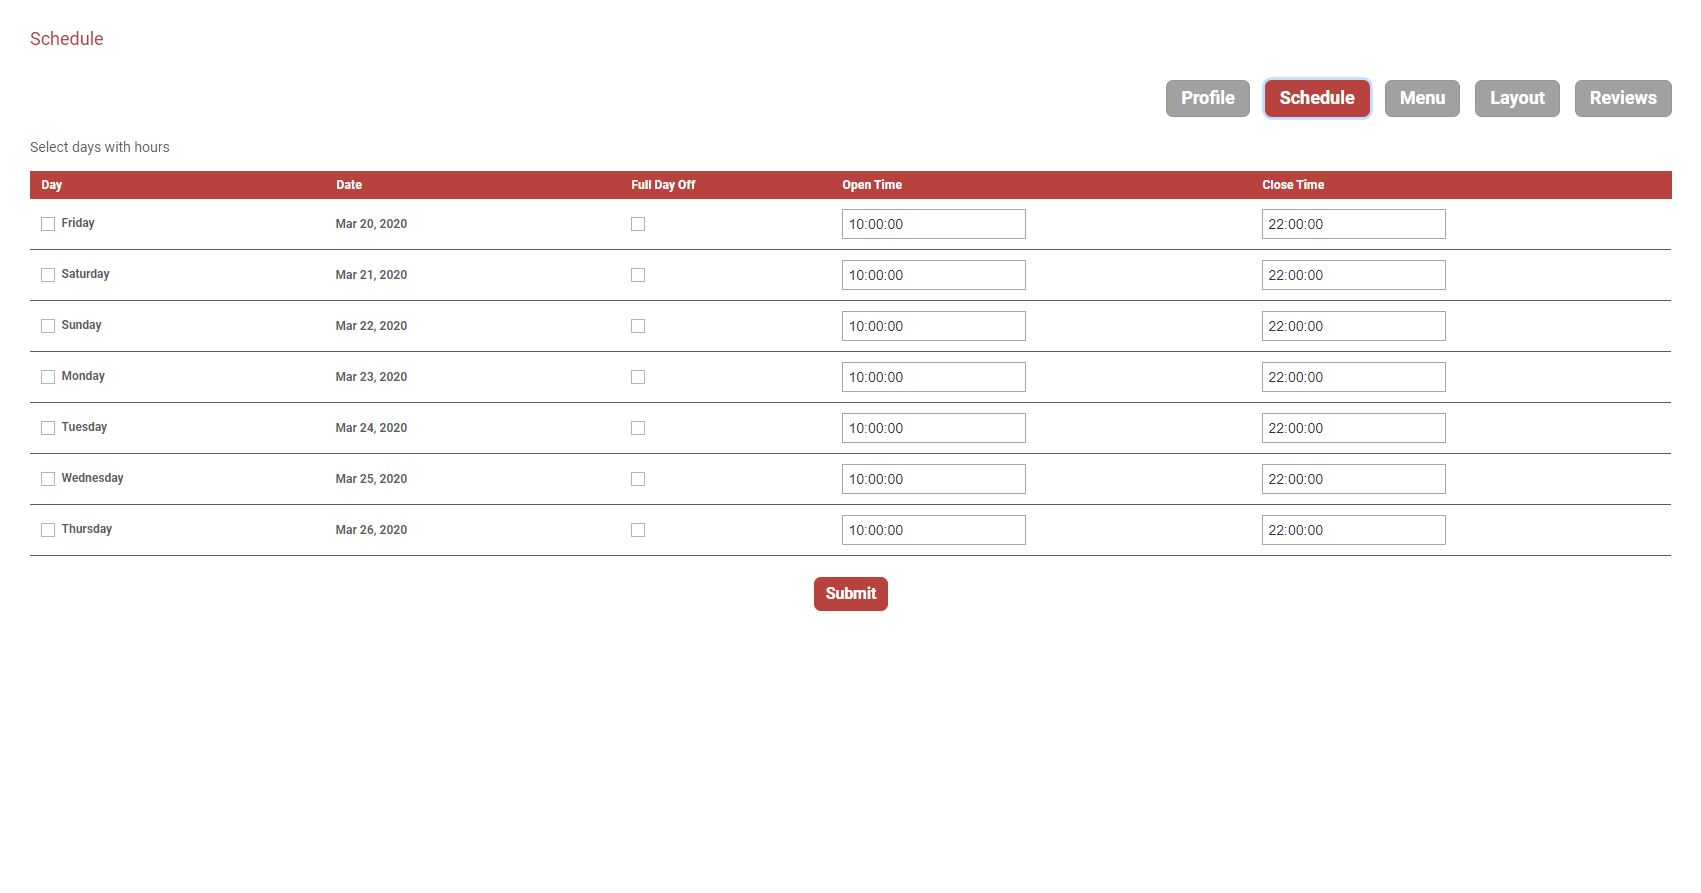 Schedule
Profile Schedule Menu Layout Reviews
Select days with hours
Day Date Full Day Off Open Time Close Time
Friday Mar 20, 2020 10:00:00 22:00:00
Saturday Mar 21, 2020 10:00:00 22:00:00
Sunday Mar 22, 2020 10:00:00 22:00:00
Monday Mar 23, 2020 10:00:00 22:00:00
Tuesday Mar 24, 2020 10:00:00 22:00:00
Wednesday Mar 25, 2020 10:00:00 22:00:00
Thursday Mar 26, 2020 10:00:00 22:00:00
Submit